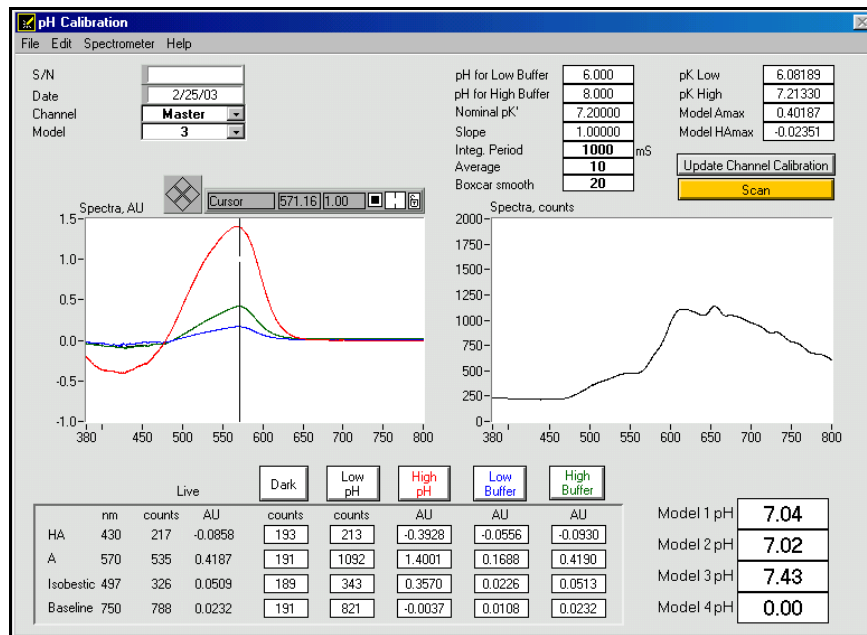 pH Calibration
File Edit Spectrometer Help
S/N
Date 2/25/03
Channel Master
Model 3
pH for Low Buffer 6.000
pH for High Buffer 8.000
Nominal pK' 7.20000
Slope 1.00000
Integ. Period 1000 mS
Average 10
Boxcar smooth 20
pK Low 6.08189
pK High 7.21330
Model Amax 0.40187
Model HAmax -0.02351
Update Channel Calibration
Scan
Spectra, AU
Cursor 571.16 1.00
1.5
1.0
0.5
0.0
-0.5
-1.0
380 450 500 550 600 650 700 750 800
Spectra, counts
2000
1750
1500
1250
1000
750
500
250
0
380 450 500 550 600 650 700 750 800
Live Dark Low pH High pH Low Buffer High Buffer
nm counts AU counts counts AU AU AU
HA 430 217 -0.0858 193 213 -0.3928 -0.0556 -0.0930
A 570 535 0.4187 191 1092 1.4001 0.1688 0.4190
Isobestic 497 326 0.0509 189 343 0.3570 0.0226 0.0513
Baseline 750 788 0.0232 191 821 -0.0037 0.0108 0.0232
Model 1 pH 7.04
Model 2 pH 7.02
Model 3 pH 7.43
Model 4 pH 0.00